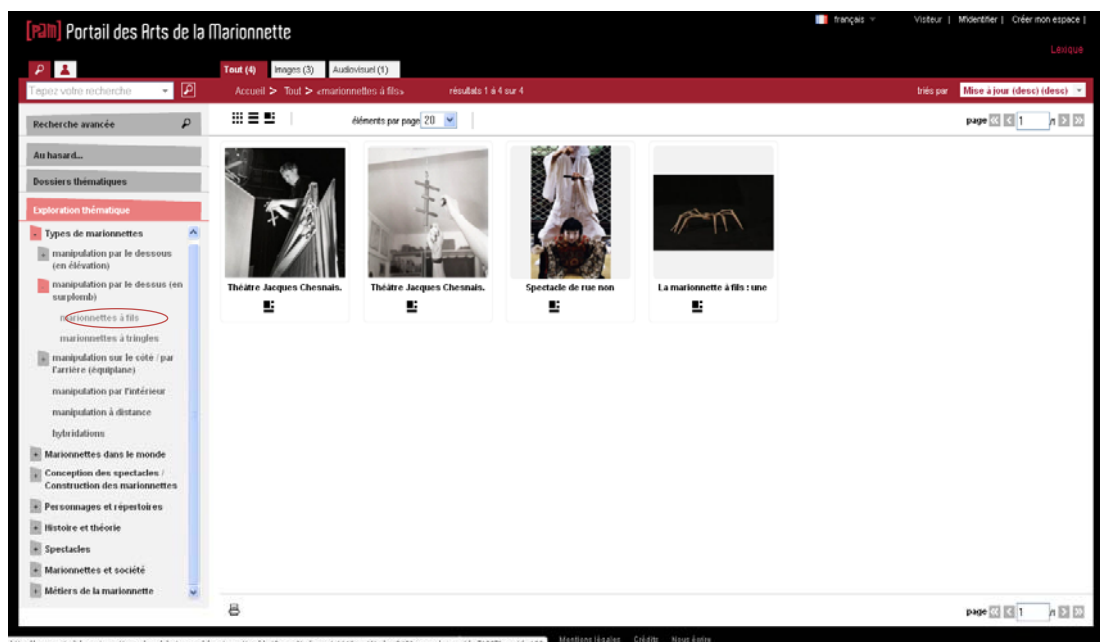 [PAM] Portail des Arts de la Marionnette
français
Visiteur | M'identifier | Créer mon espace |
Lexique
Tout (4) Images (3) Audiovisuel (1)
Tapez votre recherche
Accueil > Tout > «marionnettes à fils»
résultats 1 à 4 sur 4
triés par Mise à jour (desc) (desc)
Recherche avancée
éléments par page 20
page 1 /1
Au hasard...
Dossiers thématiques
Exploration thématique
Types de marionnettes
manipulation par le dessous
(en élévation)
manipulation par le dessus (en
surplomb)
marionnettes à fils
marionnettes à tringles
manipulation sur le côté / par
l'arrière (équiplane)
manipulation par l'intérieur
manipulation à distance
hybridations
Marionnettes dans le monde
Conception des spectacles /
Construction des marionnettes
Personnages et répertoires
Histoire et théorie
Spectacles
Marionnettes et société
Métiers de la marionnette
Théâtre Jacques Chesnais.
Théâtre Jacques Chesnais.
Spectacle de rue non
La marionnette à fils : une
page 1 /1
Mentions légales Crédits Nous écrire